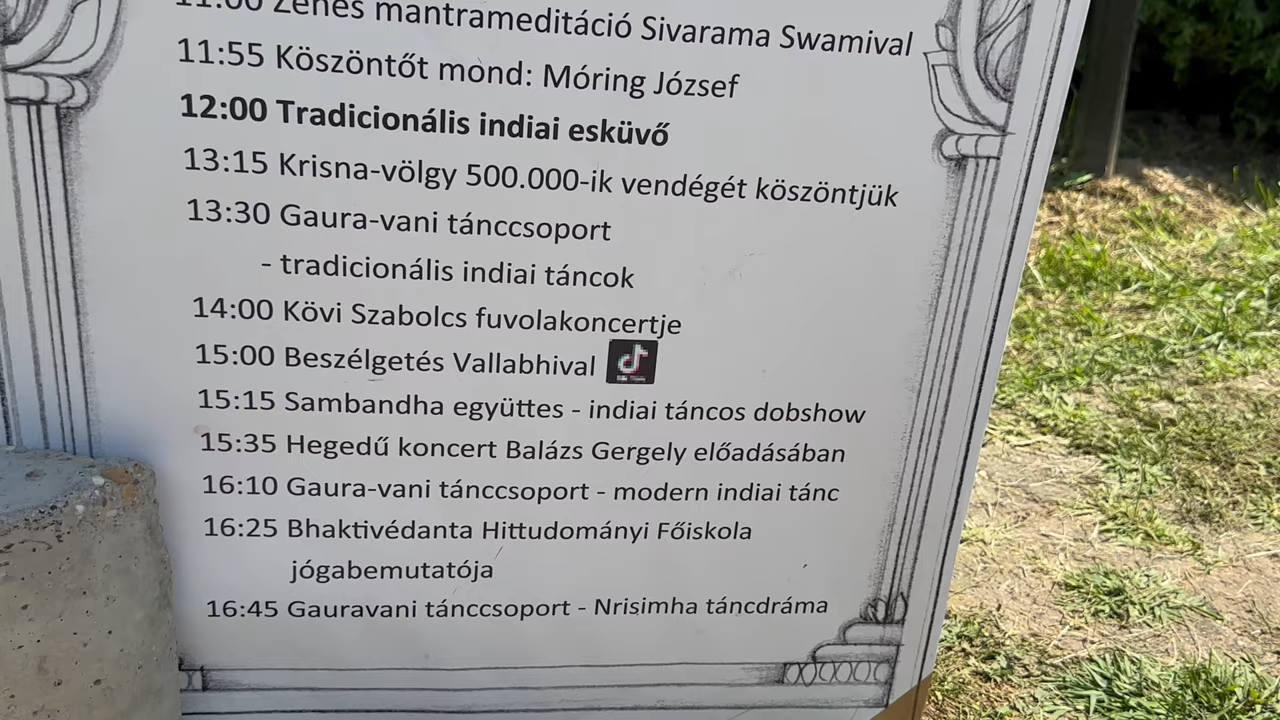 11:00 Zenés mantrameditáció Sivarama Swamival
11:55 Köszöntőt mond: Móring József
12:00 Tradicionális indiai esküvő
13:15 Krisna-völgy 500.000-ik vendégét köszöntjük
13:30 Gaura-vani tánccsoport
- tradicionális indiai táncok
14:00 Kövi Szabolcs fuvolakoncertje
15:00 Beszélgetés Vallabhival
15:15 Sambandha együttes - indiai táncos dobshow
15:35 Hegedű koncert Balázs Gergely előadásában
16:10 Gaura-vani tánccsoport - modern indiai tánc
16:25 Bhaktivédanta Hittudományi Főiskola
jógabemutatója
16:45 Gauravani tánccsoport - Nrisimha táncdráma